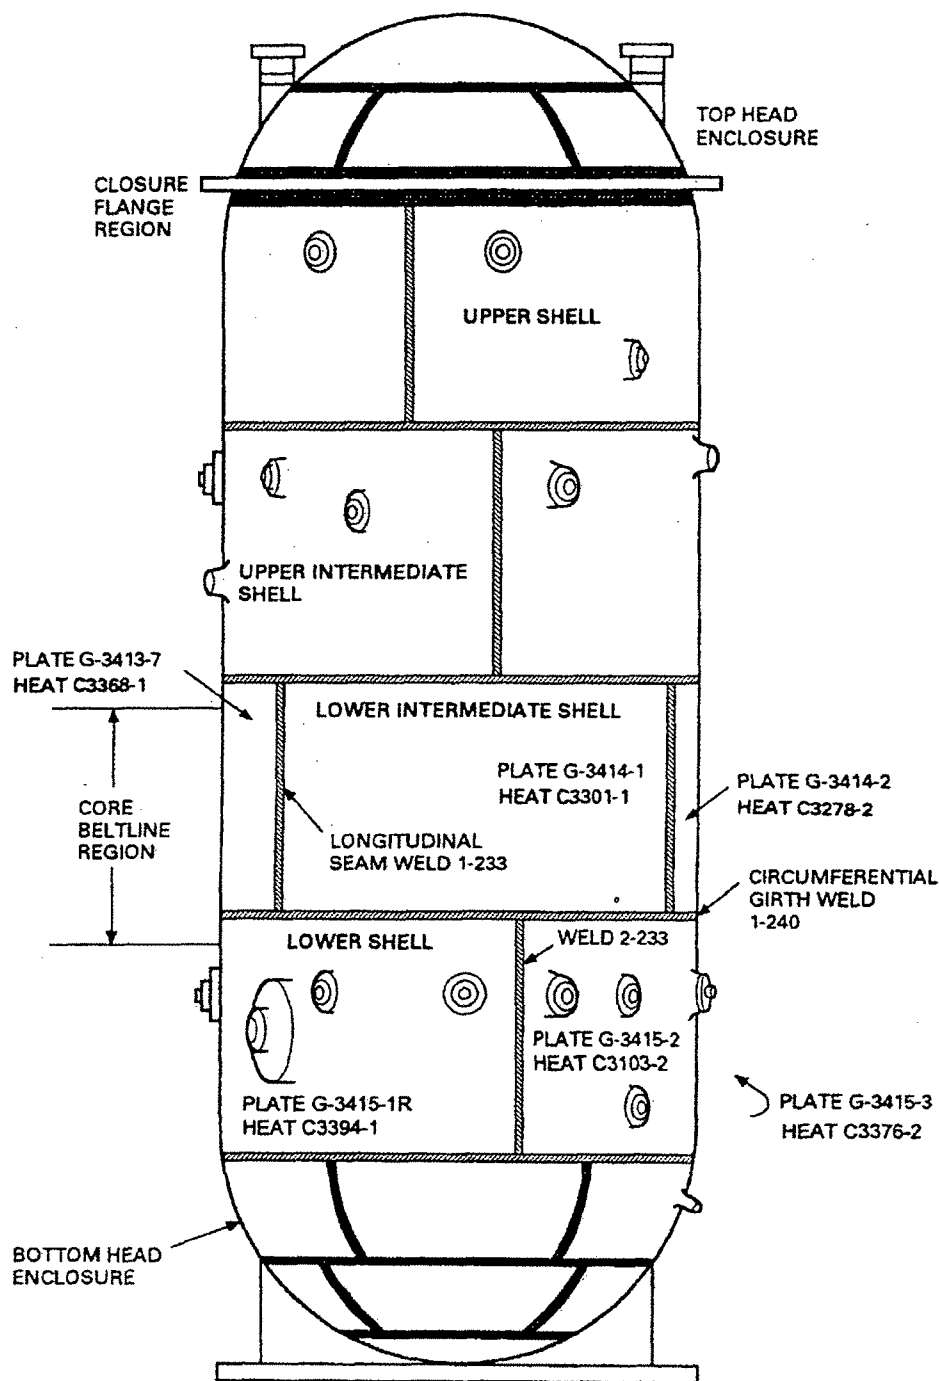 TOP HEAD
ENCLOSURE
CLOSURE
FLANGE
REGION
UPPER SHELL
UPPER INTERMEDIATE
SHELL
PLATE G-3413-7
HEAT C3368-1
LOWER INTERMEDIATE SHELL
PLATE G-3414-1
HEAT C3301-1
PLATE G-3414-2
HEAT C3278-2
CORE
BELTLINE
REGION
LONGITUDINAL
SEAM WELD 1-233
CIRCUMFERENTIAL
GIRTH WELD
1-240
LOWER SHELL
WELD 2-233
PLATE G-3415-2
HEAT C3103-2
PLATE G-3415-1R
HEAT C3394-1
PLATE G-3415-3
HEAT C3376-2
BOTTOM HEAD
ENCLOSURE